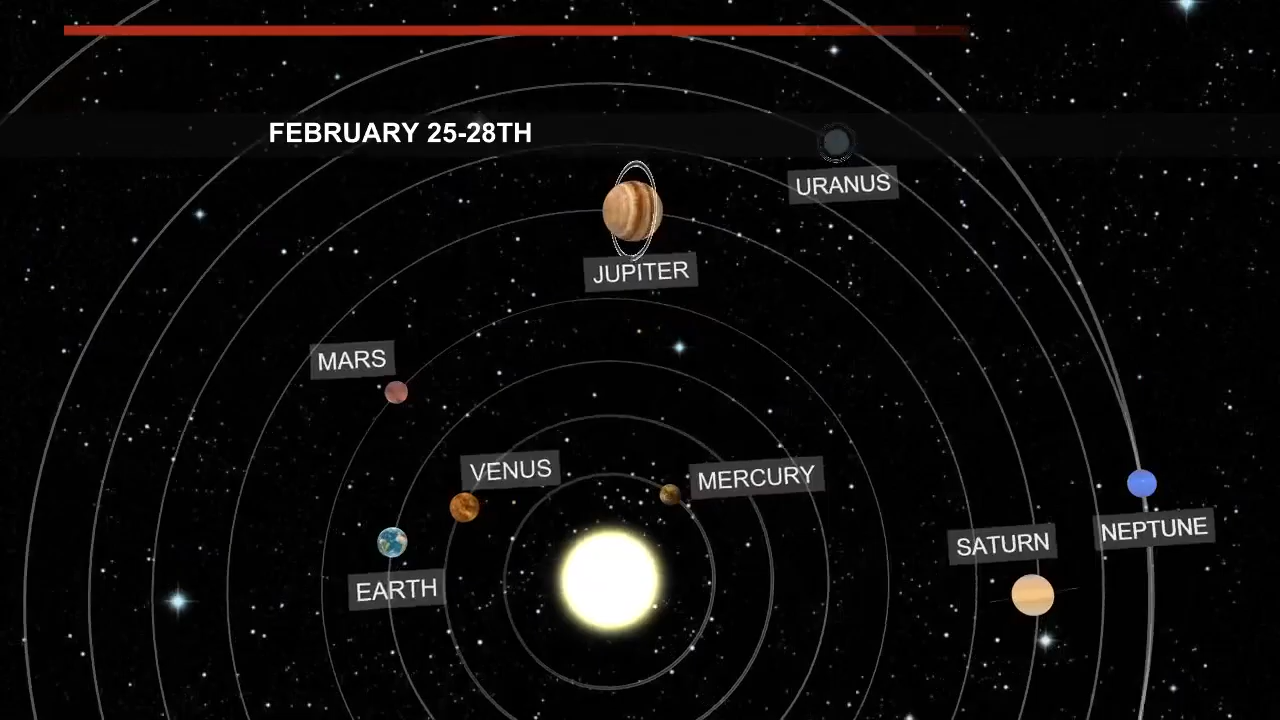 FEBRUARY 25-28TH
URANUS
JUPITER
MARS
VENUS
MERCURY
NEPTUNE
SATURN
EARTH